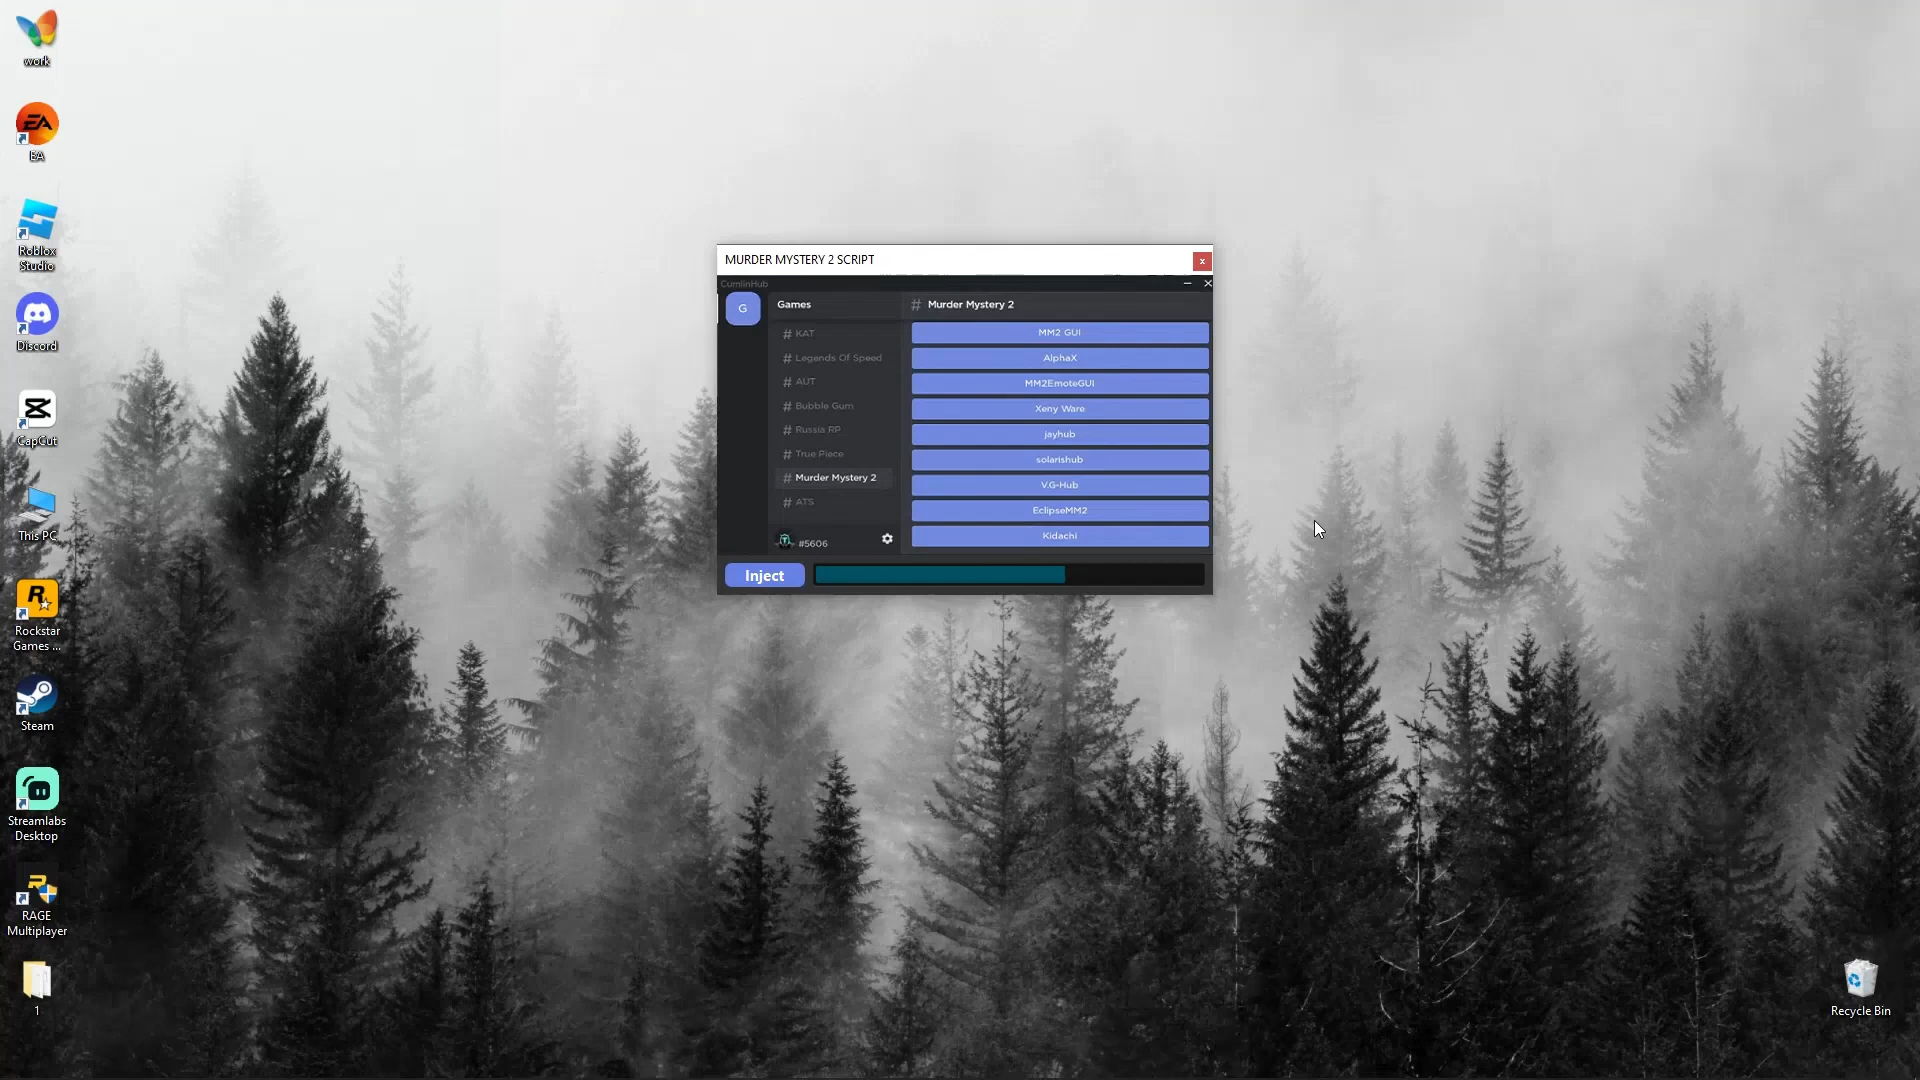 work
EA
Roblox
Studio
Discord
CapCut
This PC
Rockstar
Games ...
Steam
Streamlabs
Desktop
RAGE
Multiplayer
1
MURDER MYSTERY 2 SCRIPT
x
CumlinHub
G
Games
# KAT
# Legends Of Speed
# AUT
# Bubble Gum
# Russia RP
# True Piece
# Murder Mystery 2
# ATS
#5606
# Murder Mystery 2
MM2 GUI
AlphaX
MM2EmoteGUI
Xeny Ware
jayhub
solarishub
V.G-Hub
EclipseMM2
Kidachi
Inject
Recycle Bin